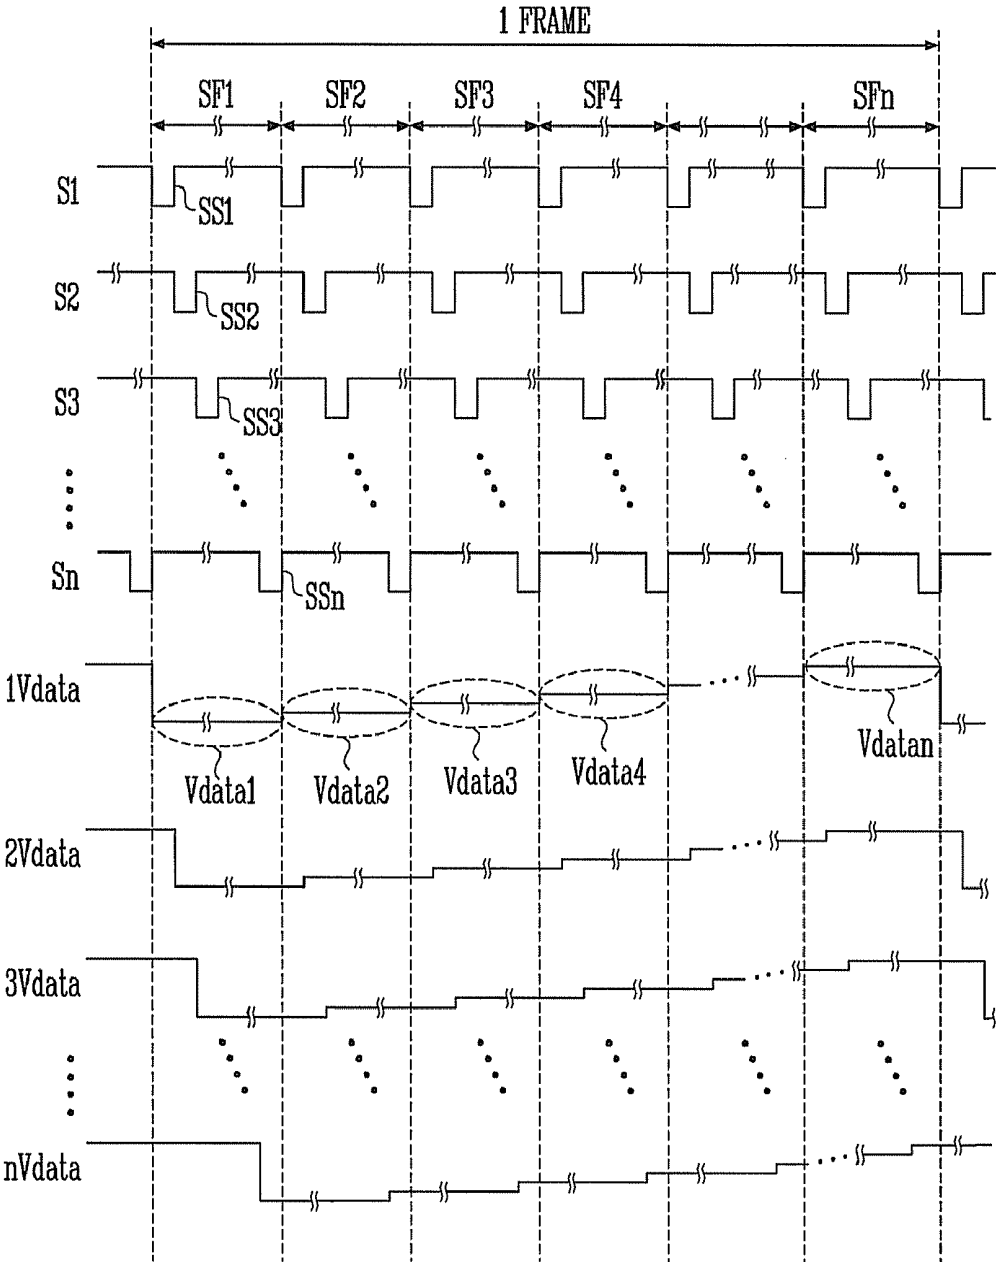 1 FRAME
SF1 SF2 SF3 SF4 SFn
S1
SS1
S2
SS2
S3
SS3
Sn
SSn
1Vdata
Vdata1 Vdata2 Vdata3 Vdata4 Vdatan
2Vdata
3Vdata
nVdata